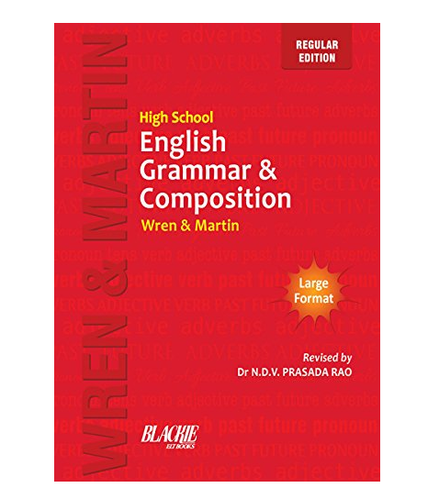 REGULAR
EDITION
WREN & MARTIN
High School
English
Grammar &
Composition
Wren & Martin
Large
Format
Revised by
Dr N.D.V. PRASADA RAO
BLACKIE
ELT BOOKS